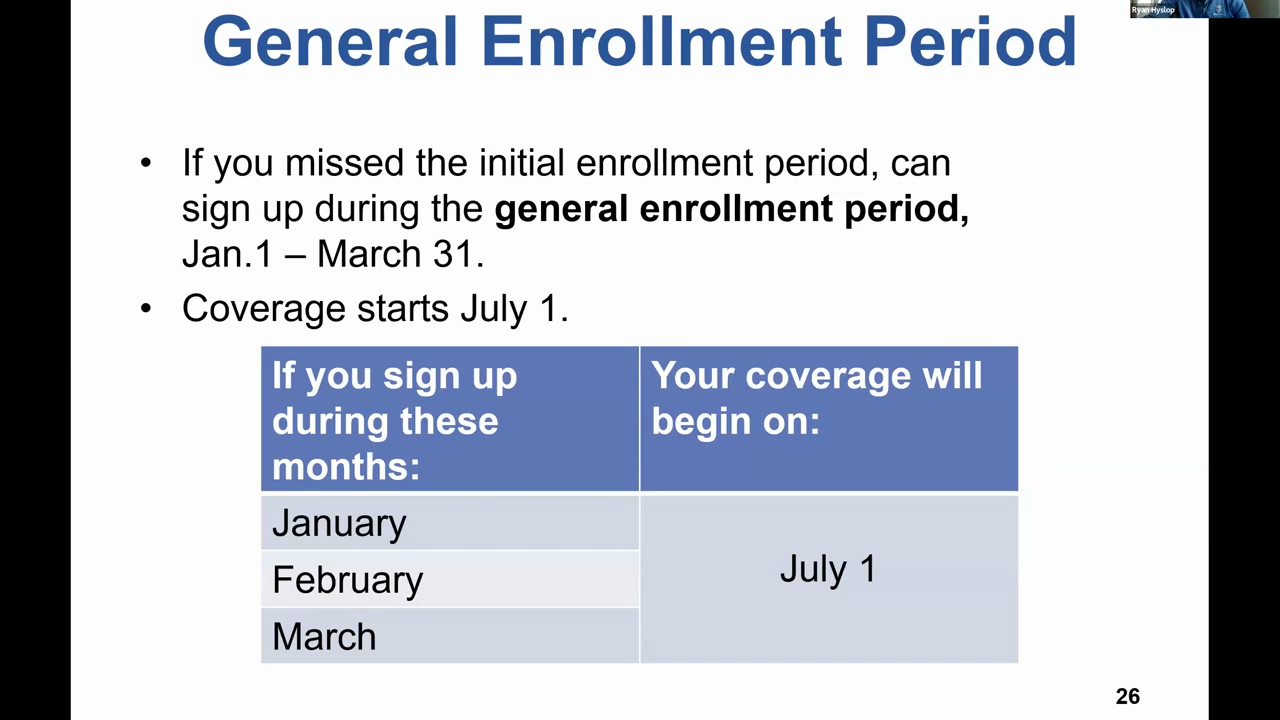 Ryan Hyslop
General Enrollment Period
• If you missed the initial enrollment period, can
sign up during the general enrollment period,
Jan.1 – March 31.
• Coverage starts July 1.
If you sign up
during these
months:
Your coverage will
begin on:
January
February
March
July 1
26